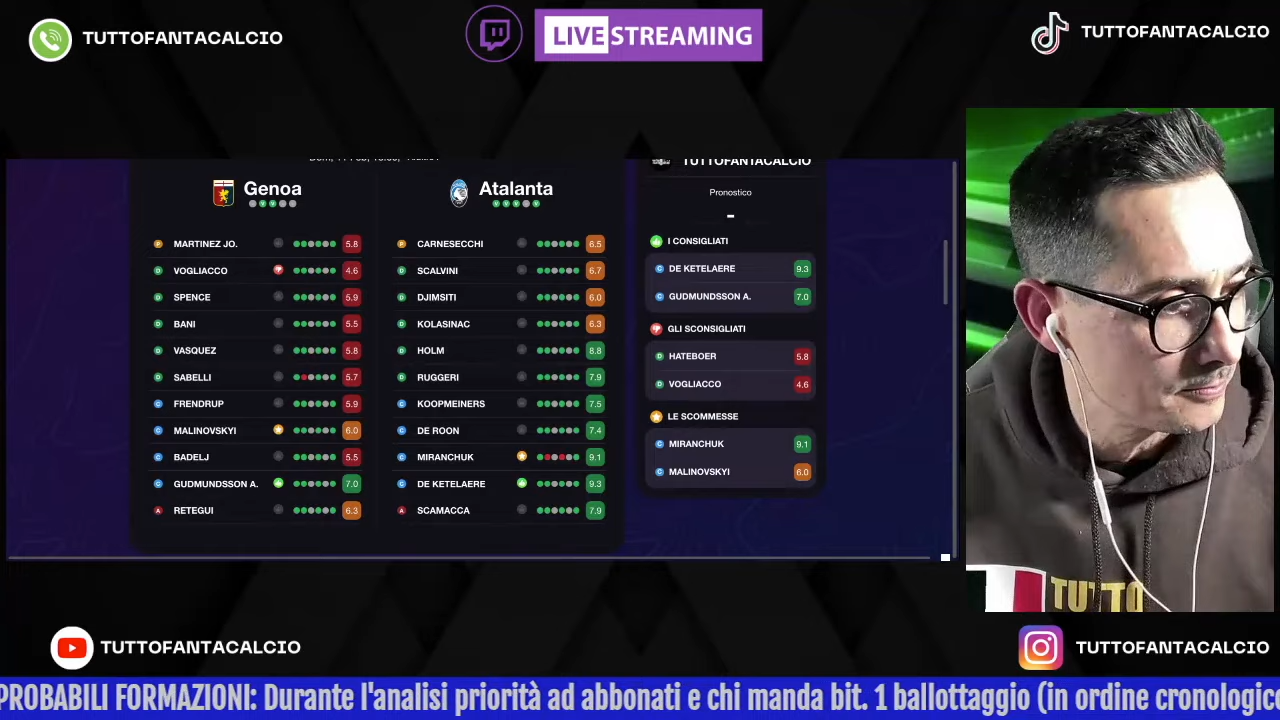 TUTTOFANTACALCIO
LIVE STREAMING
TUTTOFANTACALCIO
Genoa
MARTINEZ JO. 5.8
VOGLIACCO 4.6
SPENCE 5.9
BANI 5.5
VASQUEZ 5.8
SABELLI 5.7
FRENDRUP 5.9
MALINOVSKYI 6.0
BADELJ 5.5
GUDMUNDSSON A. 7.0
RETEGUI 6.3
Atalanta
CARNESECCHI 6.5
SCALVINI 6.7
DJIMSITI 6.0
KOLASINAC 6.3
HOLM 8.8
RUGGERI 7.9
KOOPMEINERS 7.5
DE ROON 7.4
MIRANCHUK 9.1
DE KETELAERE 9.3
SCAMACCA 7.9
TUTTOFANTACALCIO
Pronostico
-
I CONSIGLIATI
DE KETELAERE 9.3
GUDMUNDSSON A. 7.0
GLI SCONSIGLIATI
HATEBOER 5.8
VOGLIACCO 4.6
LE SCOMMESSE
MIRANCHUK 9.1
MALINOVSKYI 6.0
TUTTO
TUTTOFANTACALCIO
TUTTOFANTACALCIO
PROBABILI FORMAZIONI: Durante l'analisi priorità ad abbonati e chi manda bit. 1 ballottaggio (in ordine cronologico